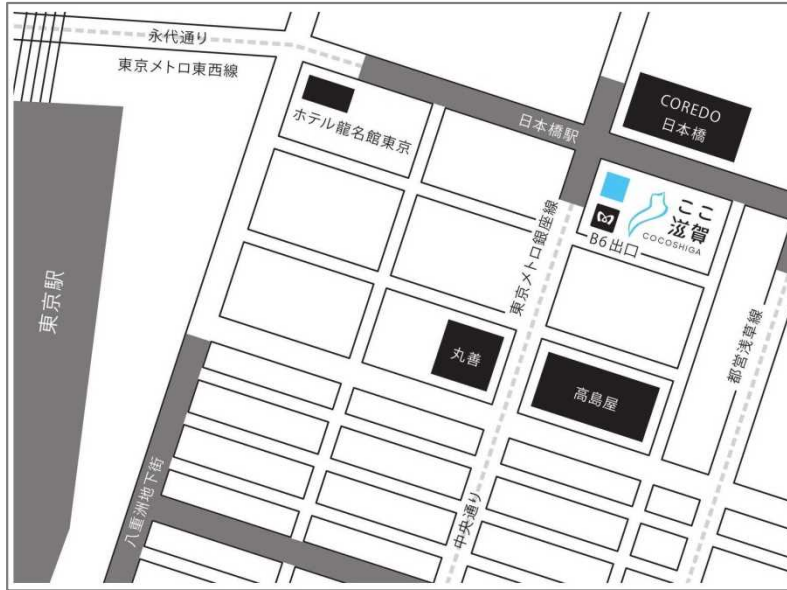 永代通り
東京メトロ東西線
COREDO
日本橋
ホテル龍名館東京
日本橋駅
ここ
滋賀
COCOSHIGA
B6出口
東京メトロ銀座線
東京駅
都営浅草線
丸善
高島屋
八重洲地下街
中央通り